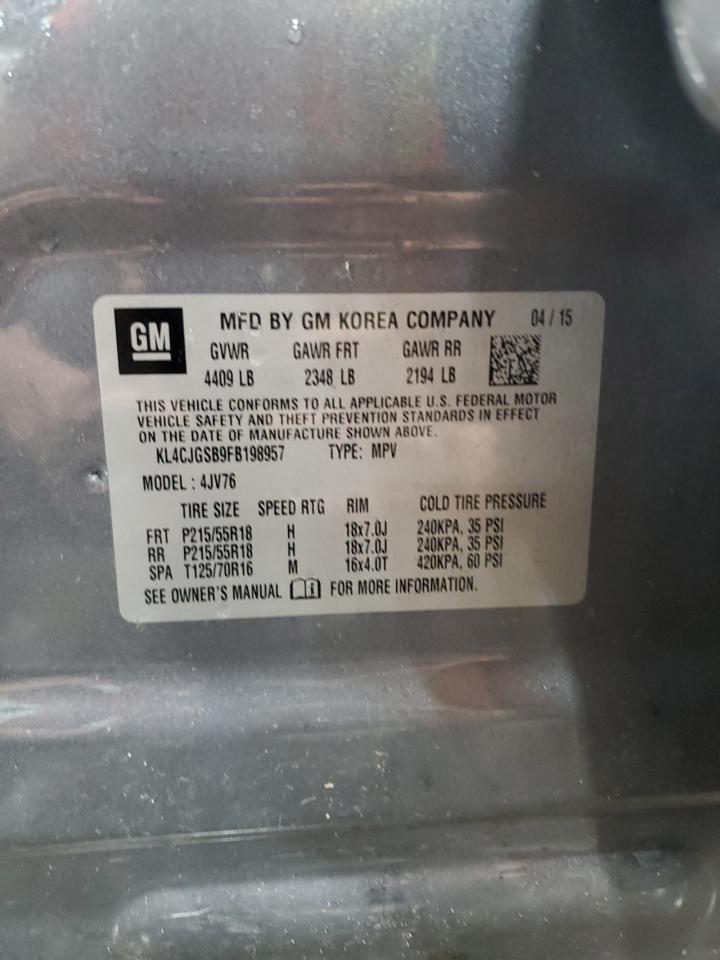 GM MFD BY GM KOREA COMPANY 04 / 15
GVWR GAWR FRT GAWR RR
4409 LB 2348 LB 2194 LB
THIS VEHICLE CONFORMS TO ALL APPLICABLE U.S. FEDERAL MOTOR
VEHICLE SAFETY AND THEFT PREVENTION STANDARDS IN EFFECT
ON THE DATE OF MANUFACTURE SHOWN ABOVE.
KL4CJGSB9FB198957 TYPE: MPV
MODEL : 4JV76
TIRE SIZE SPEED RTG RIM COLD TIRE PRESSURE
FRT P215/55R18 H 18x7.0J 240KPA, 35 PSI
RR P215/55R18 H 18x7.0J 240KPA, 35 PSI
SPA T125/70R16 M 16x4.0T 420KPA, 60 PSI
SEE OWNER'S MANUAL FOR MORE INFORMATION.